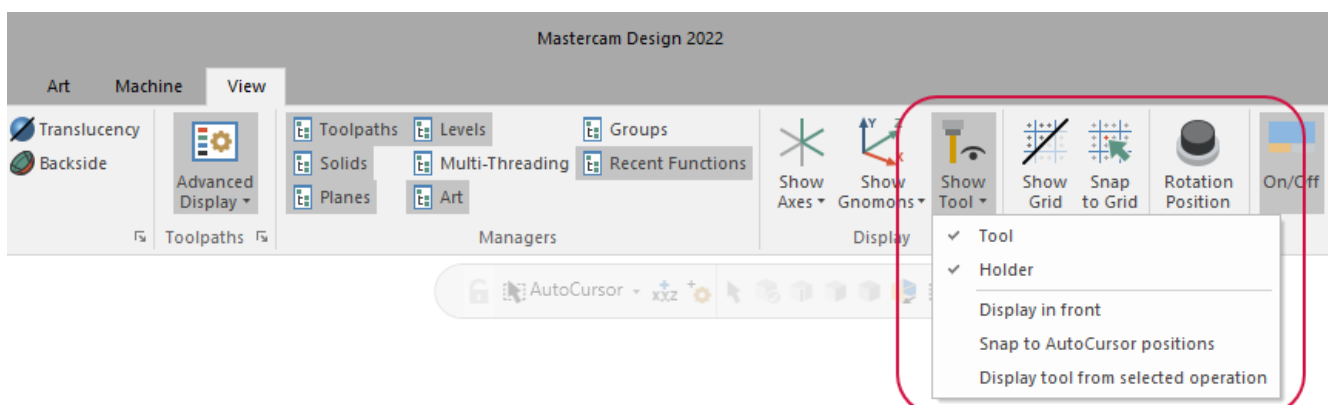 Mastercam Design 2022
Art Machine View
Translucency
Backside
Advanced
Display
Toolpaths
Toolpaths Levels Groups
Solids Multi-Threading Recent Functions
Planes Art
Managers
Show
Axes
Show
Gnomons
Show
Tool
Show
Grid
Snap
to Grid
Rotation
Position
On/Off
Display
Y Z
X
Tool
Holder
Display in front
Snap to AutoCursor positions
Display tool from selected operation
AutoCursor
xyz